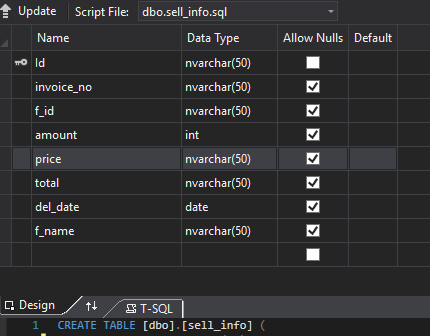 Update Script File: dbo.sell_info.sql
Name Data Type Allow Nulls Default
Id nvarchar(50)
invoice_no nvarchar(50)
f_id nvarchar(50)
amount int
price nvarchar(50)
total nvarchar(50)
del_date date
f_name nvarchar(50)
Design T-SQL
1 CREATE TABLE [dbo].[sell_info] (